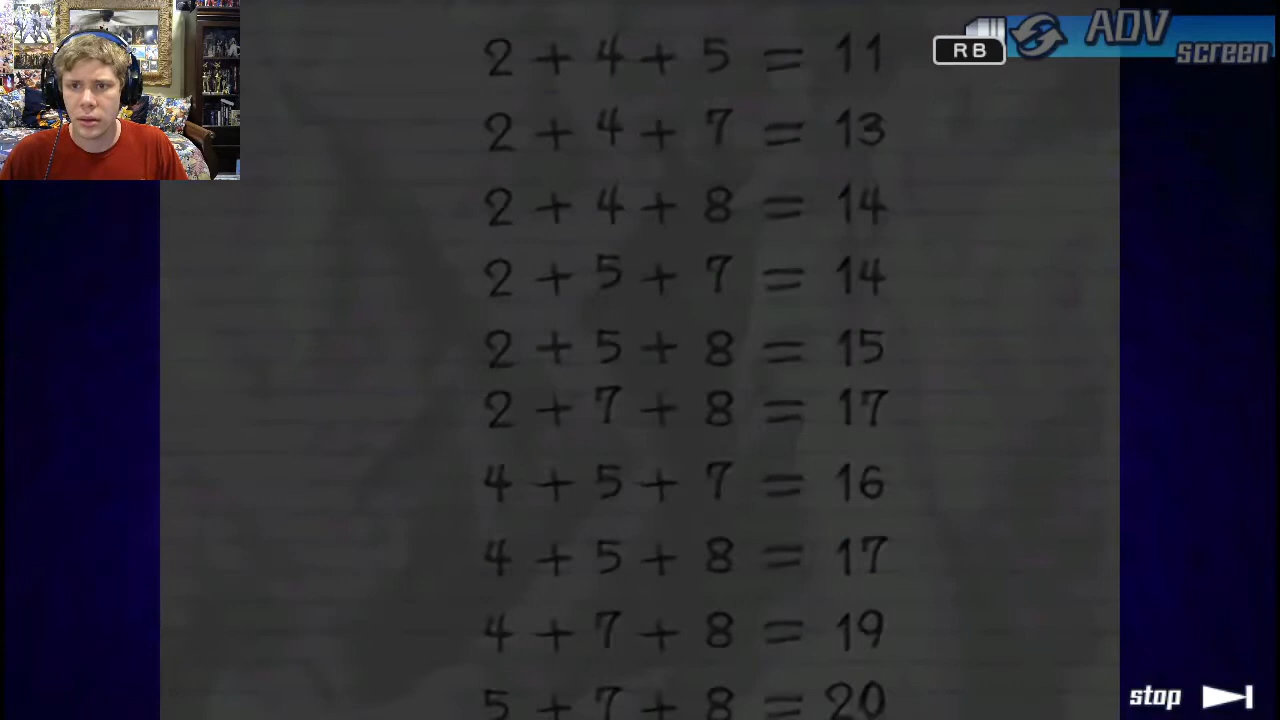 2 + 4 + 5 = 11
RB
ADV
screen
2 + 4 + 7 = 13
2 + 4 + 8 = 14
2 + 5 + 7 = 14
2 + 5 + 8 = 15
2 + 7 + 8 = 17
4 + 5 + 7 = 16
4 + 5 + 8 = 17
4 + 7 + 8 = 19
5 + 7 + 8 = 20
stop